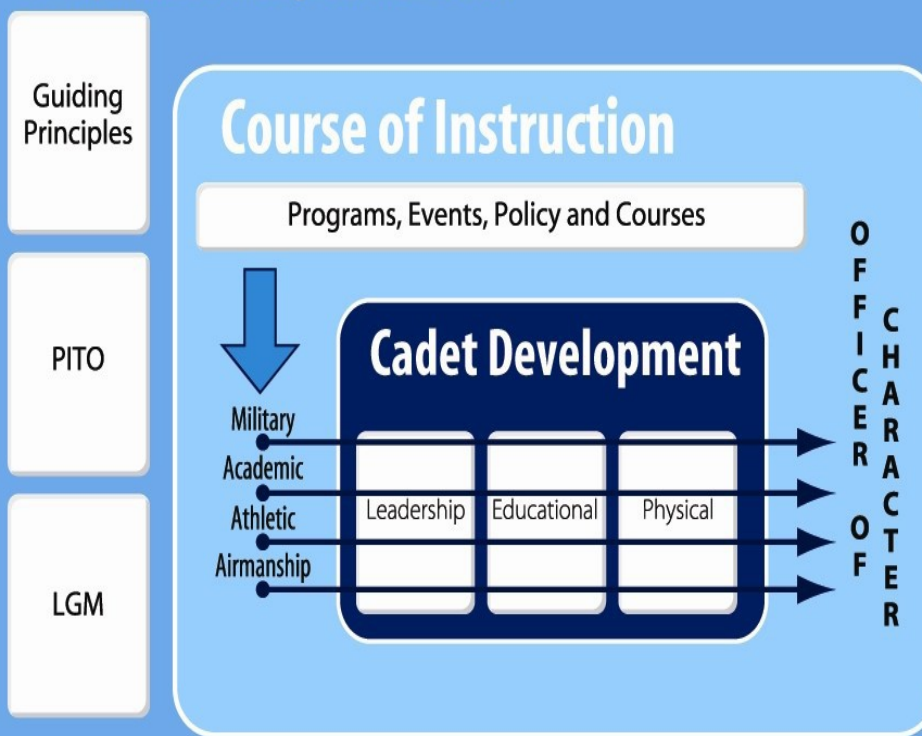 Guiding
Principles
PITO
LGM
Course of Instruction
Programs, Events, Policy and Courses
Military
Academic
Athletic
Airmanship
Cadet Development
Leadership
Educational
Physical
OFFICER OF
CHARACTER